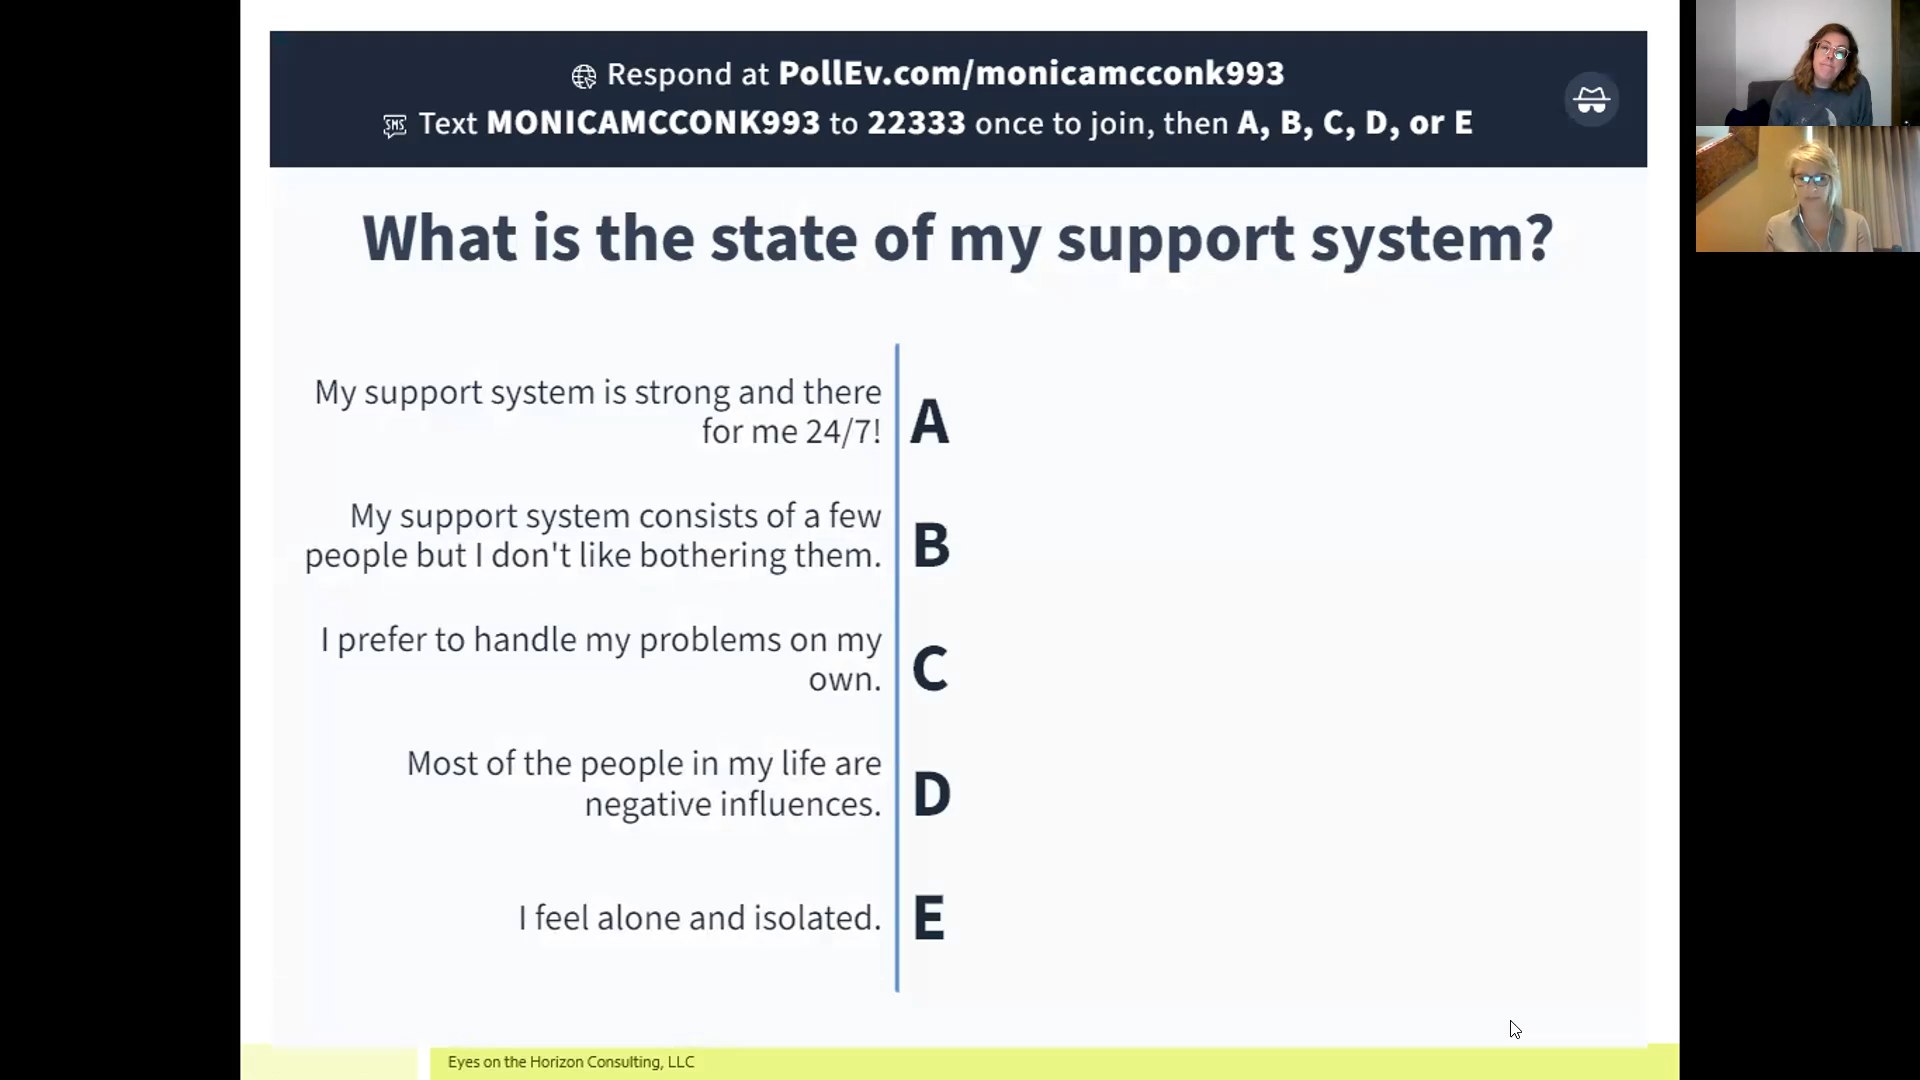 Respond at PollEv.com/monicamcconk993
SMS Text MONICAMCCONK993 to 22333 once to join, then A, B, C, D, or E
What is the state of my support system?
My support system is strong and there
for me 24/7!
A
My support system consists of a few
people but I don't like bothering them.
B
I prefer to handle my problems on my
own.
C
Most of the people in my life are
negative influences.
D
I feel alone and isolated.
E
Eyes on the Horizon Consulting, LLC